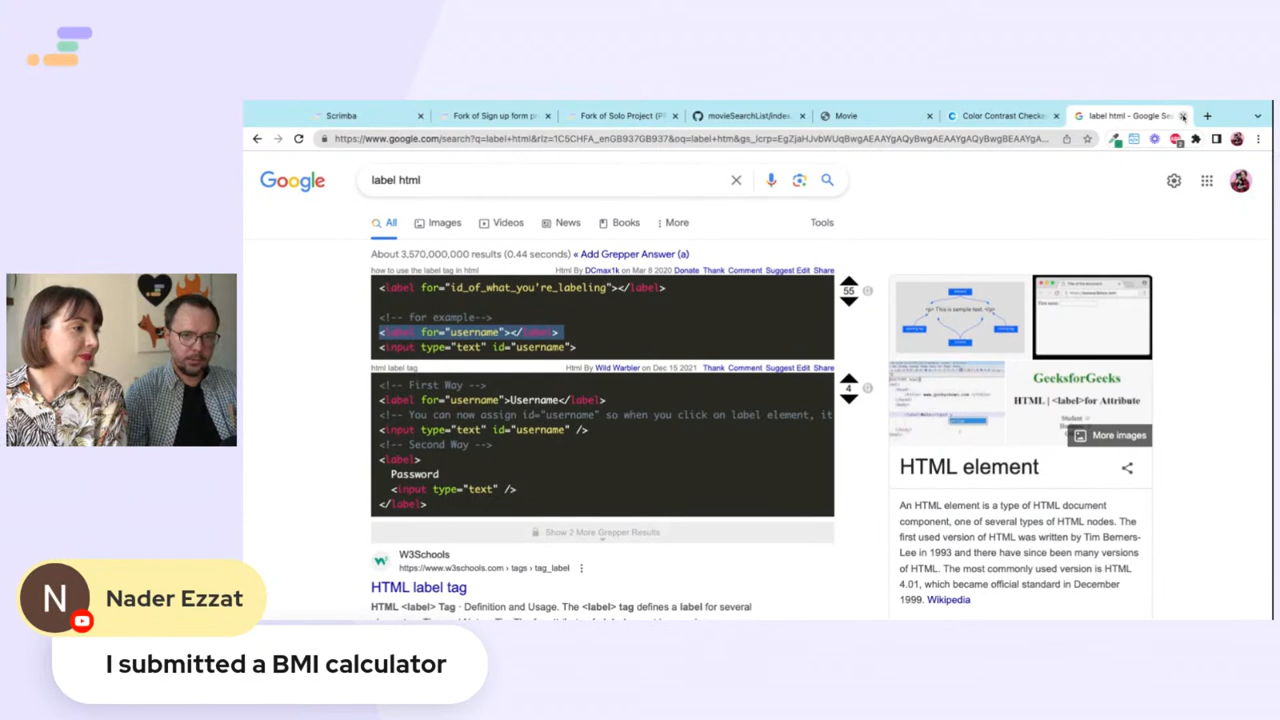 Scrimba
Fork of Sign up form pr
Fork of Solo Project (P
movieSearchList/index.
Movie
Color Contrast Checke
label html - Google Se
https://www.google.com/search?q=label+html&rlz=1C5CHFA_enGB937GB937&oq=label+htm&gs_lcrp=EgZjaHJvbWUqBwgAEAAYgAQyBwgAEAAYgAQyBwgBEAAYgAQyBwgCEAAYgAQyBwgDEAAYgAQyBwgEEAAYgA...
Google
label html
All
Images
Videos
News
Books
More
Tools
About 3,570,000,000 results (0.44 seconds) « Add Grepper Answer (a)
how to use the label tag in html
Html By DCmax1k on Mar 8 2020 Donate Thank Comment Suggest Edit Share
<label for="id_of_what_you're_labeling"></label>
<!-- for example-->
<label for="username"></label>
<input type="text" id="username">
55
html label tag
Html By Wild Warbler on Dec 15 2021 Thank Comment Suggest Edit Share
<!-- First Way -->
<label for="username">Username</label>
<!-- You can now assign id="username" so when you click on label element, it
<input type="text" id="username" />
<!-- Second Way -->
<label>
Password
<input type="text" />
</label>
4
Show 2 More Grepper Results
W3Schools
https://www.w3schools.com › tags › tag_label
HTML label tag
HTML <label> Tag · Definition and Usage. The <label> tag defines a label for several
This is sample text.
GeeksforGeeks
HTML | <label>for Attribute
More images
HTML element
An HTML element is a type of HTML document
component, one of several types of HTML nodes. The
first used version of HTML was written by Tim Berners-
Lee in 1993 and there have since been many versions
of HTML. The most commonly used version is HTML
4.01, which became official standard in December
1999. Wikipedia
N
Nader Ezzat
I submitted a BMI calculator